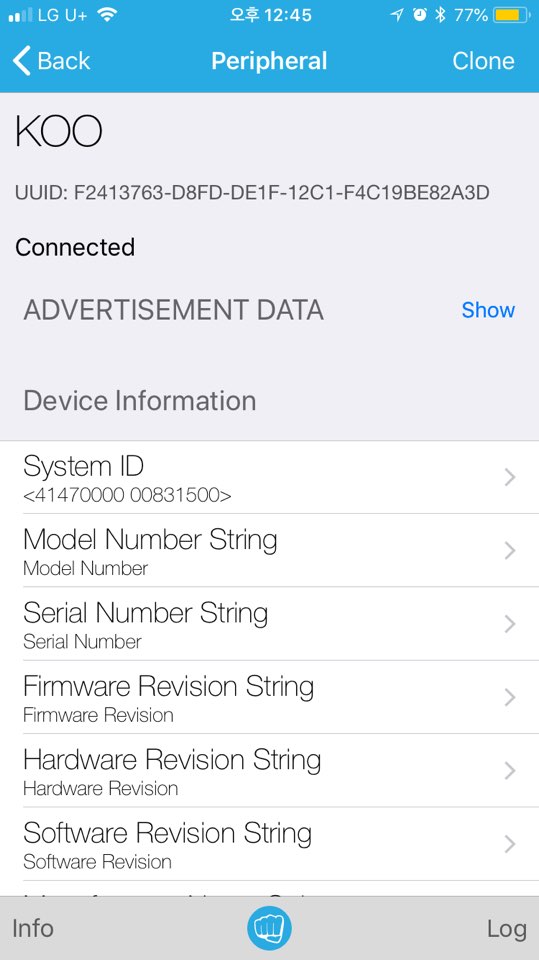 LG U+ 오후 12:45 77%
Back Peripheral Clone
KOO
UUID: F2413763-D8FD-DE1F-12C1-F4C19BE82A3D
Connected
ADVERTISEMENT DATA Show
Device Information
System ID
<41470000 00831500>
Model Number String
Model Number
Serial Number String
Serial Number
Firmware Revision String
Firmware Revision
Hardware Revision String
Hardware Revision
Software Revision String
Software Revision
Info Log